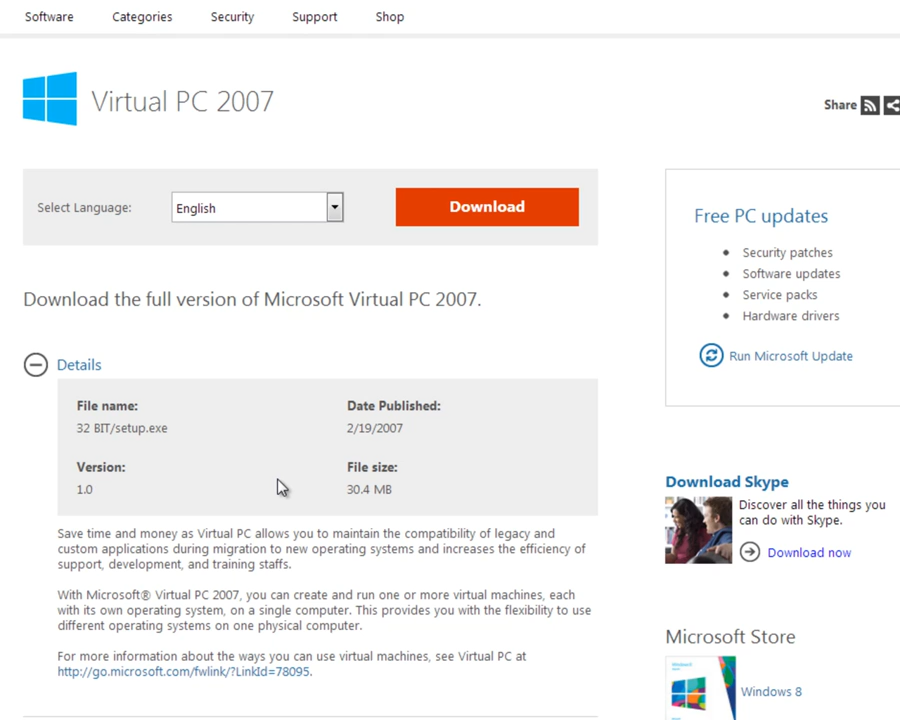 Software Categories Security Support Shop
Virtual PC 2007
Share
Select Language: English Download
Download the full version of Microsoft Virtual PC 2007.
Details
File name:
32 BIT/setup.exe
Date Published:
2/19/2007
Version:
1.0
File size:
30.4 MB
Save time and money as Virtual PC allows you to maintain the compatibility of legacy and
custom applications during migration to new operating systems and increases the efficiency of
support, development, and training staffs.
With Microsoft® Virtual PC 2007, you can create and run one or more virtual machines, each
with its own operating system, on a single computer. This provides you with the flexibility to use
different operating systems on one physical computer.
For more information about the ways you can use virtual machines, see Virtual PC at
http://go.microsoft.com/fwlink/?LinkId=78095.
Free PC updates
Security patches
Software updates
Service packs
Hardware drivers
Run Microsoft Update
Download Skype
Discover all the things you
can do with Skype.
Download now
Microsoft Store
Windows 8